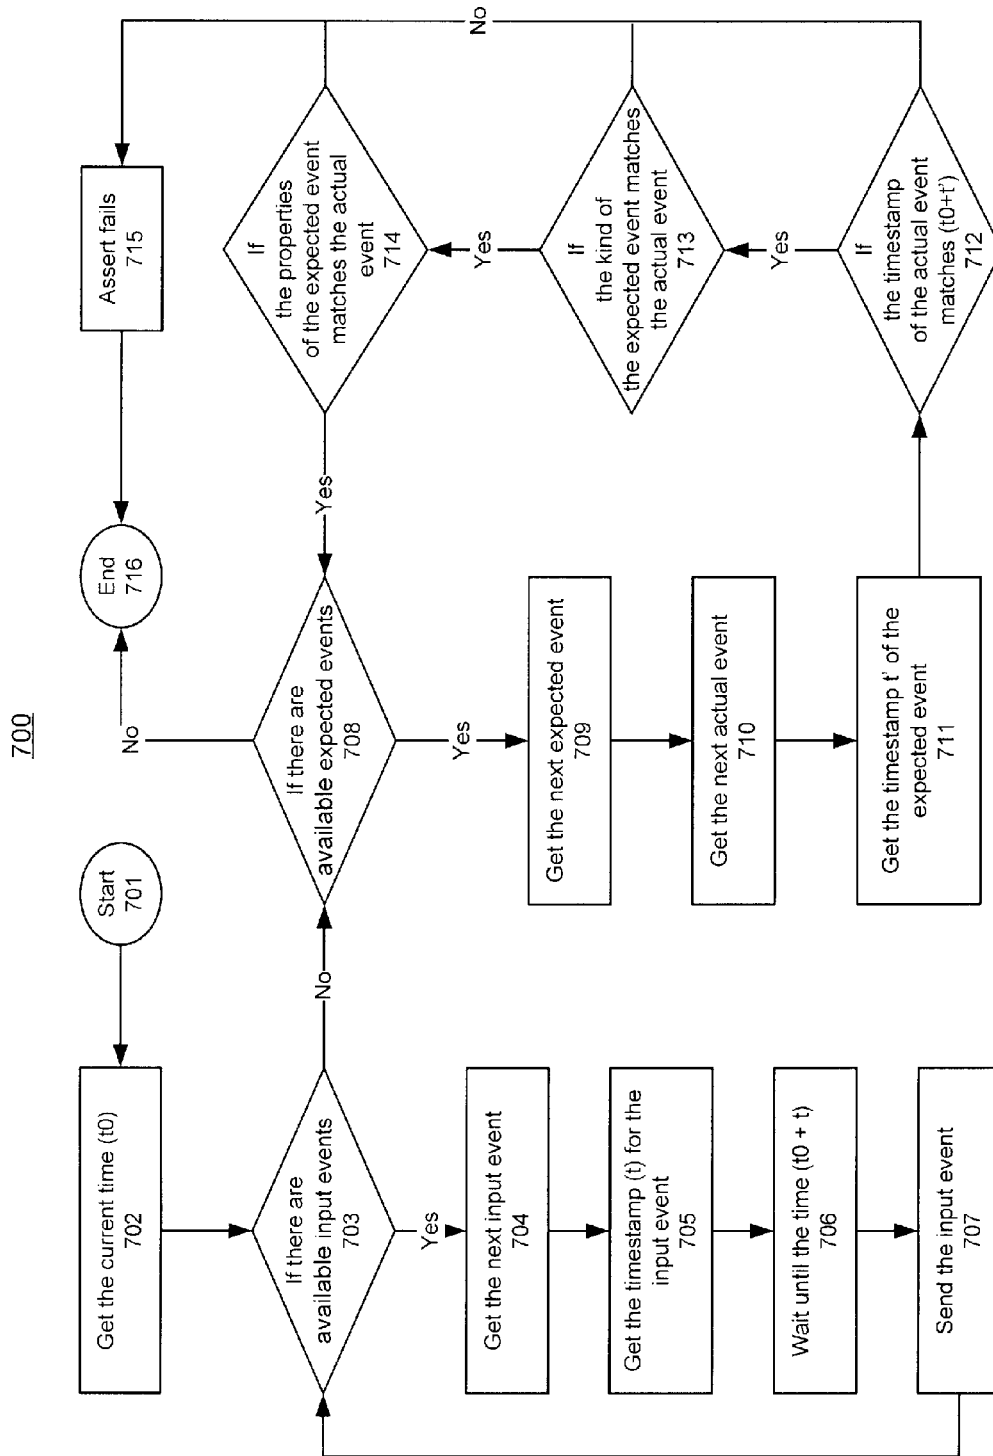 700
Start
701
Get the current time (t0)
702
If there are
available input events
703
Yes
No
Get the next input event
704
Get the timestamp (t) for the
input event
705
Wait until the time (t0 + t)
706
Send the input event
707
If there are
available expected events
708
No
Yes
Get the next expected event
709
Get the next actual event
710
Get the timestamp t' of the
expected event
711
If
the timestamp
of the actual event
matches (t0+t')
712
Yes
If
the kind of
the expected event matches
the actual event
713
Yes
If
the properties
of the expected event
matches the actual
event
714
Yes
No
Assert fails
715
End
716